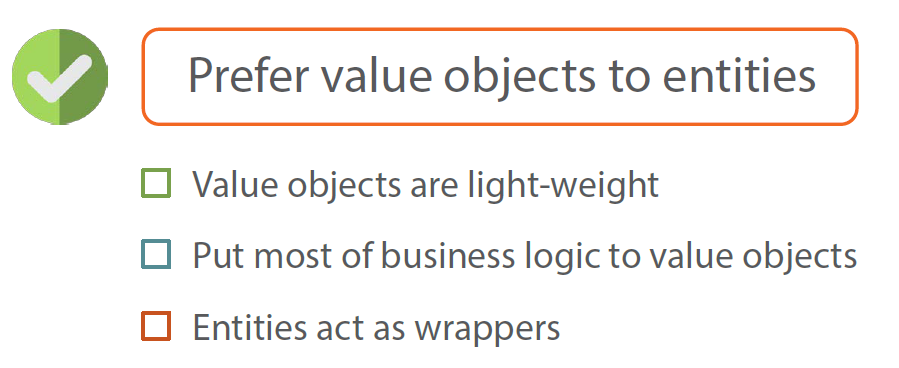 Prefer value objects to entities
Value objects are light-weight
Put most of business logic to value objects
Entities act as wrappers